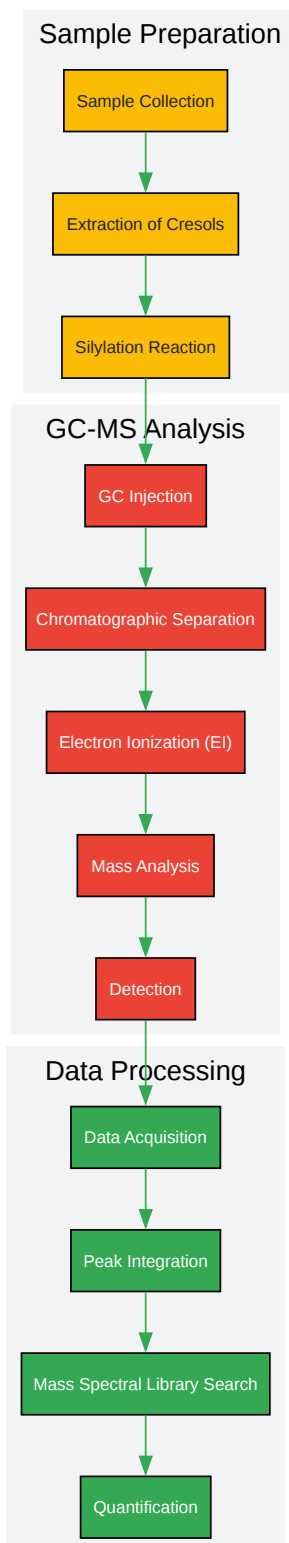 Sample Preparation
Sample Collection
Extraction of Cresols
Silylation Reaction
GC-MS Analysis
GC Injection
Chromatographic Separation
Electron Ionization (EI)
Mass Analysis
Detection
Data Processing
Data Acquisition
Peak Integration
Mass Spectral Library Search
Quantification